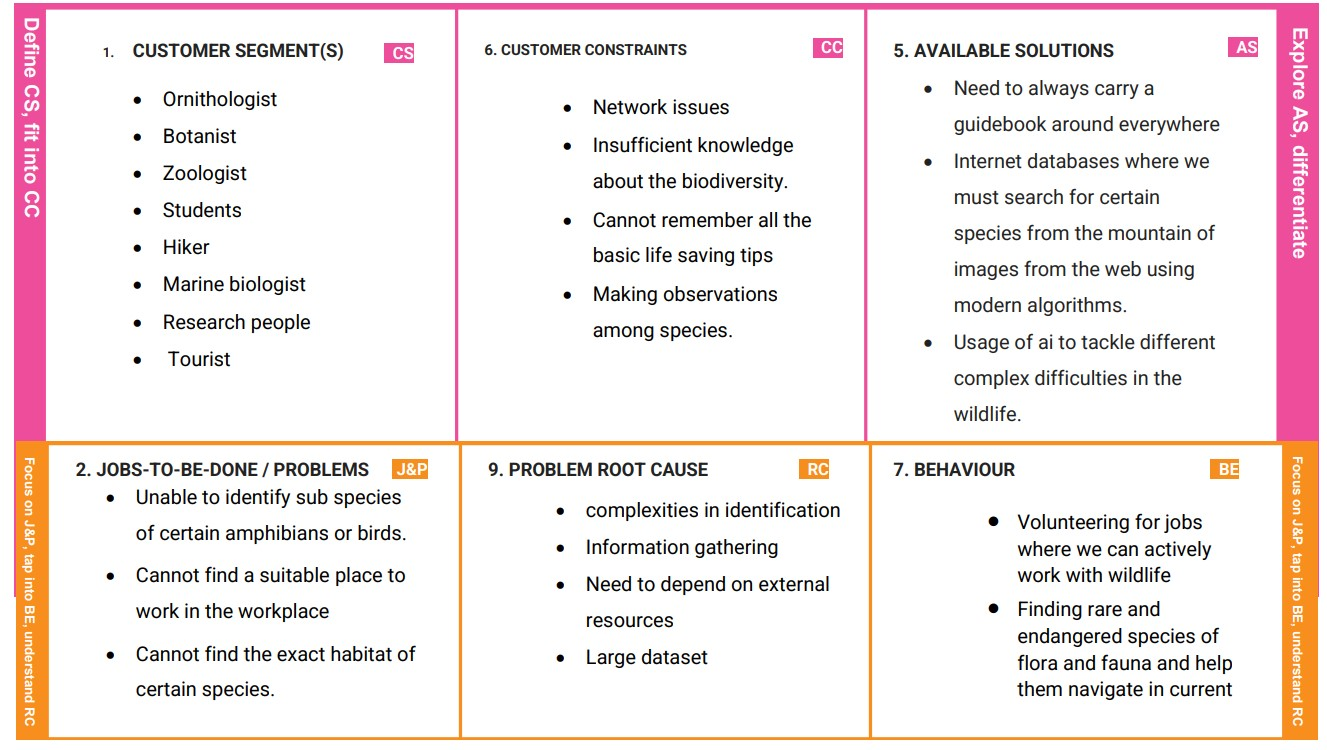 Define CS, fit into CC
1. CUSTOMER SEGMENT(S)
CS
• Ornithologist
• Botanist
• Zoologist
• Students
• Hiker
• Marine biologist
• Research people
• Tourist
6. CUSTOMER CONSTRAINTS
CC
• Network issues
• Insufficient knowledge
about the biodiversity.
• Cannot remember all the
basic life saving tips
• Making observations
among species.
5. AVAILABLE SOLUTIONS
AS
• Need to always carry a
guidebook around everywhere
• Internet databases where we
must search for certain
species from the mountain of
images from the web using
modern algorithms.
• Usage of ai to tackle different
complex difficulties in the
wildlife.
Explore AS, differentiate
Focus on J&P, tap into BE, understand RC
2. JOBS-TO-BE-DONE / PROBLEMS
J&P
• Unable to identify sub species
of certain amphibians or birds.
• Cannot find a suitable place to
work in the workplace
• Cannot find the exact habitat of
certain species.
9. PROBLEM ROOT CAUSE
RC
• complexities in identification
• Information gathering
• Need to depend on external
resources
• Large dataset
7. BEHAVIOUR
BE
• Volunteering for jobs
where we can actively
work with wildlife
• Finding rare and
endangered species of
flora and fauna and help
them navigate in current
Focus on J&P, tap into BE, understand RC